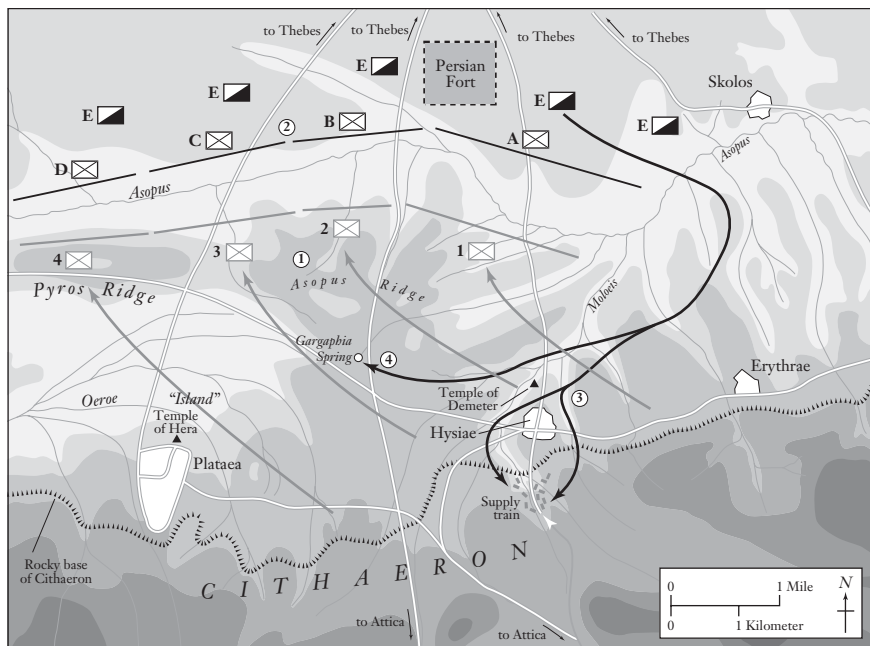 to Thebes
to Thebes
to Thebes
to Thebes
E
Persian
Fort
Skolos
E
E
E
E
B
②
C
A
D
Asopus
Asopus
2
3
1
4
①
Asopus
Ridge
Moloeis
Pyros Ridge
Gargaphia
Spring
④
Erythrae
Temple of
Demeter
③
Oeroe
"Island"
Temple
of Hera
Hysiae
Plataea
Supply
train
Rocky base
of Cithaeron
CITHAERON
0
1 Mile
N
0
1 Kilometer
to Attica
to Attica